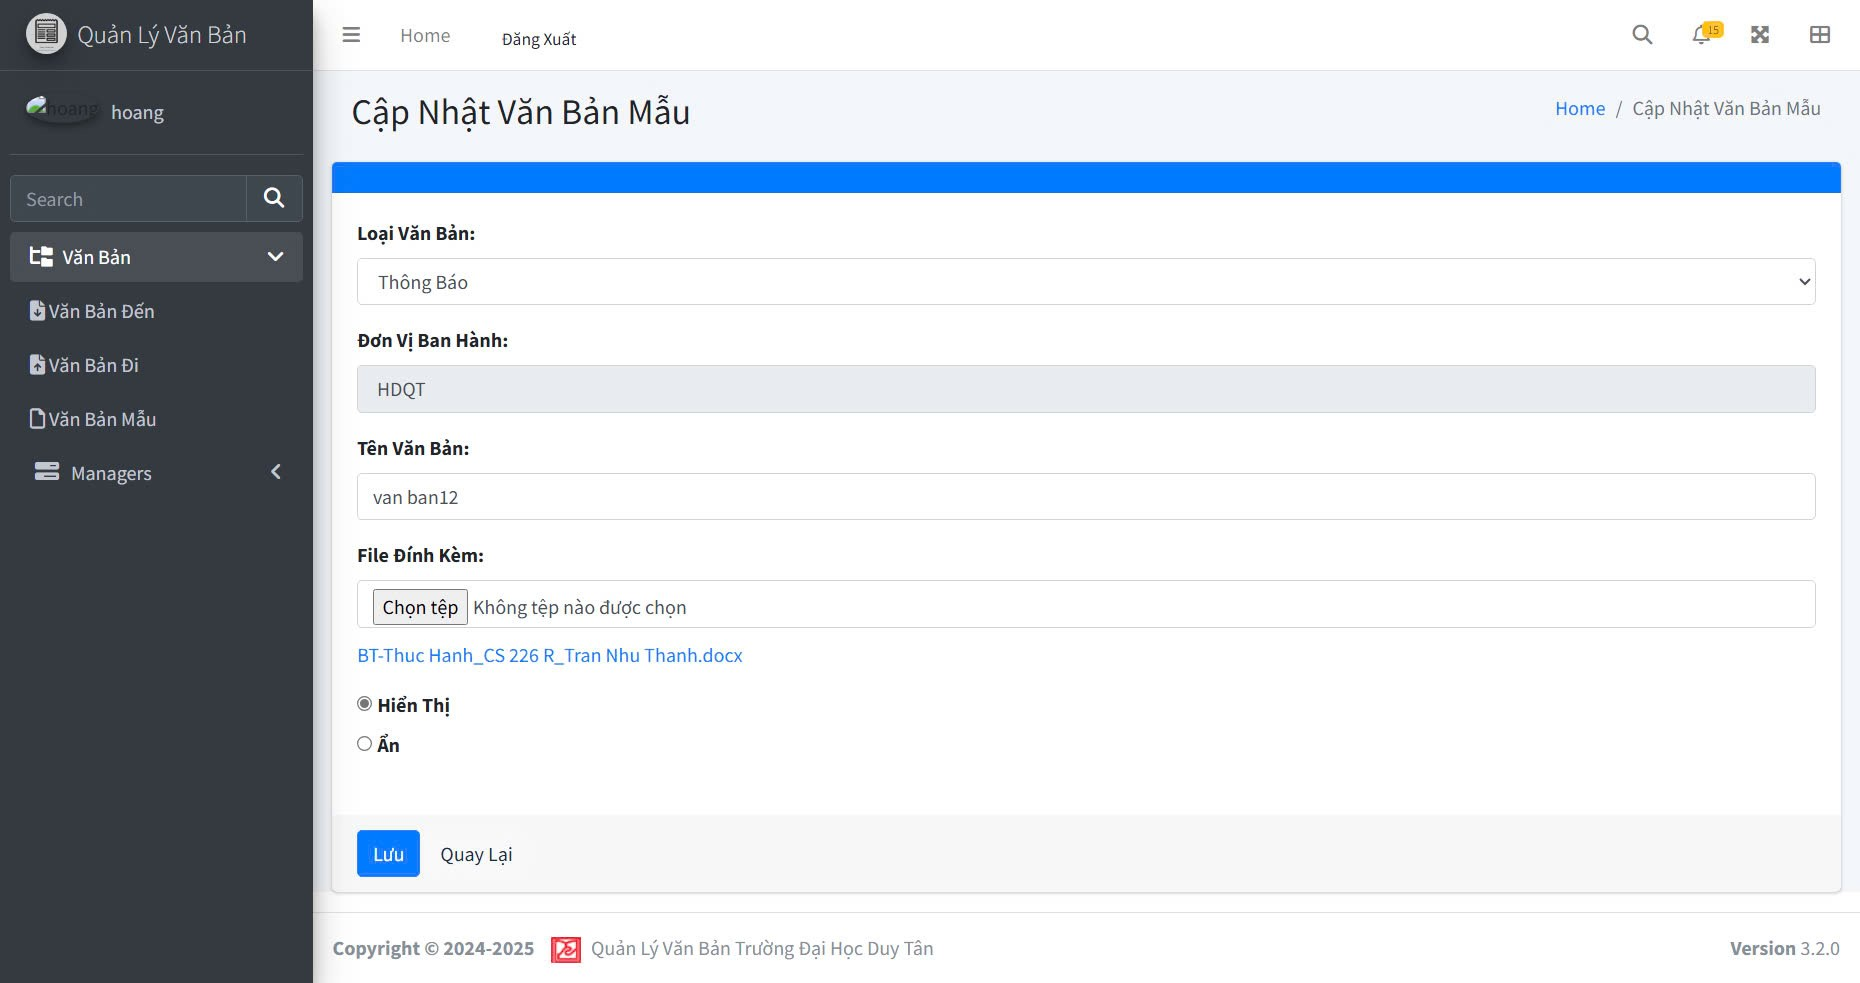 Quản Lý Văn Bản
Home
Đăng Xuất
15
hoang
hoang
Search
Văn Bản
Văn Bản Đến
Văn Bản Đi
Văn Bản Mẫu
Managers
Cập Nhật Văn Bản Mẫu
Home / Cập Nhật Văn Bản Mẫu
Loại Văn Bản:
Thông Báo
Đơn Vị Ban Hành:
HDQT
Tên Văn Bản:
van ban12
File Đính Kèm:
Chọn tệp Không tệp nào được chọn
BT-Thuc Hanh_CS 226 R_Tran Nhu Thanh.docx
Hiển Thị
Ẩn
Lưu
Quay Lại
Copyright © 2024-2025 Quản Lý Văn Bản Trường Đại Học Duy Tân
Version 3.2.0